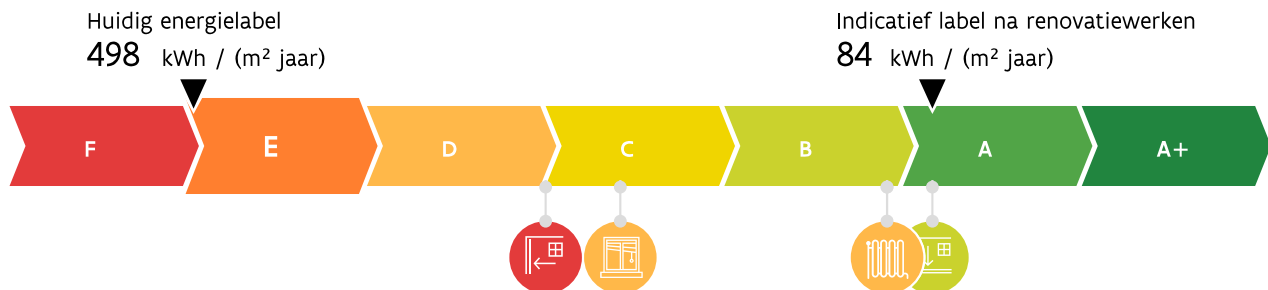 Huidig energielabel
498 kWh / (m² jaar)
Indicatief label na renovatiewerken
84 kWh / (m² jaar)
F E D C B A A+